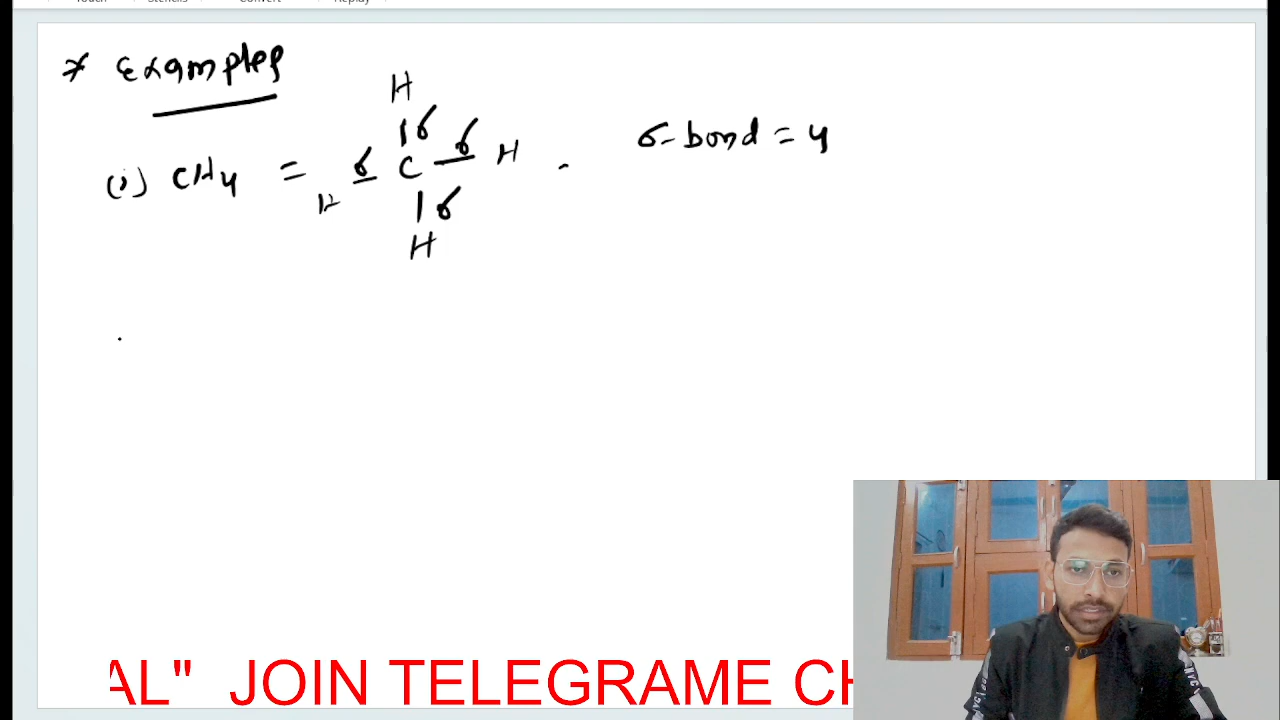 * Examples
H
|σ
(i) CH4 = H σ– C –σ H . σ-bond = 4
|σ
H
AL" JOIN TELEGRAME CH